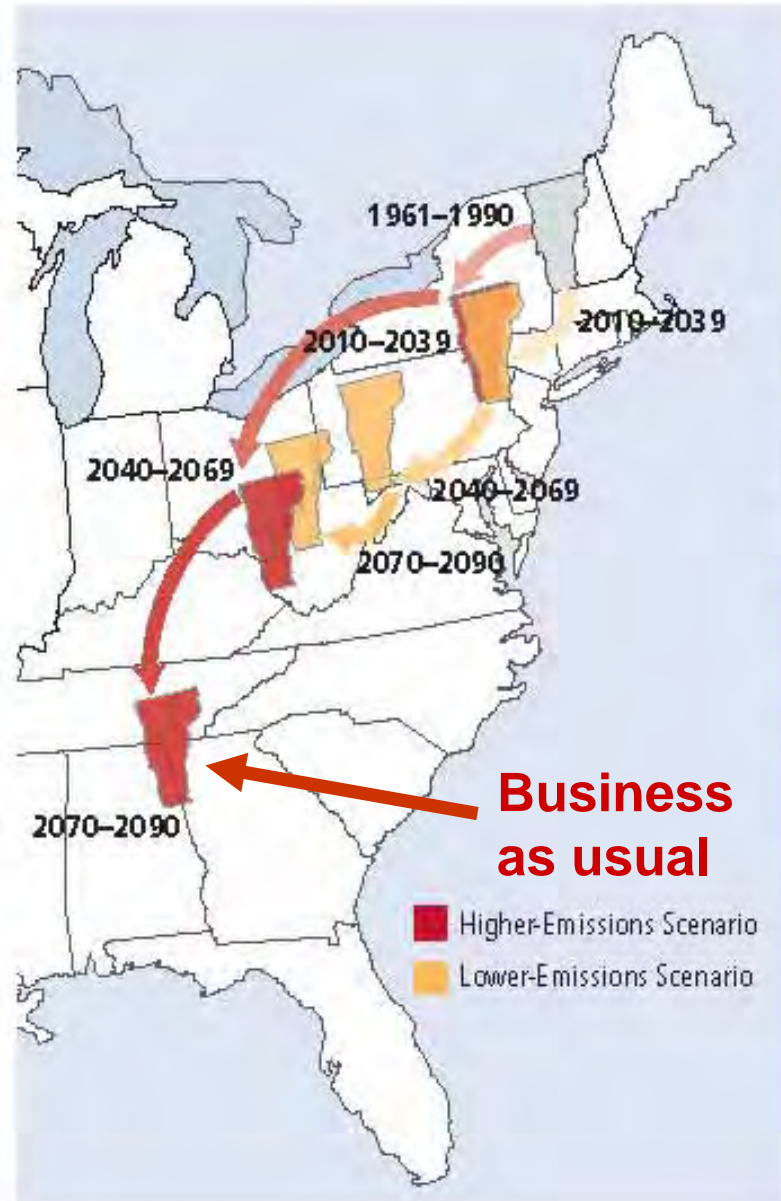 1961–1990
2010–2039
2010–2039
2040–2069
2040–2069
2070–2090
2070–2090
Business
as usual
Higher-Emissions Scenario
Lower-Emissions Scenario